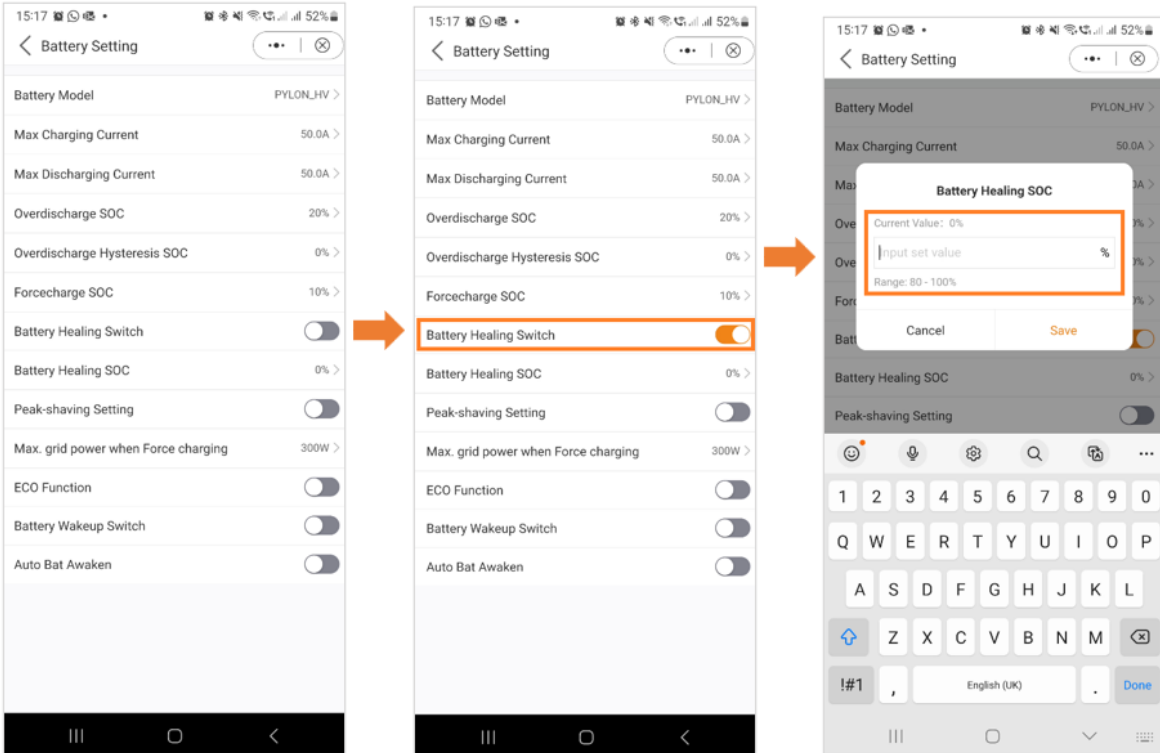 15:17 52%
Battery Setting
Battery Model PYLON_HV
Max Charging Current 50.0A
Max Discharging Current 50.0A
Overdischarge SOC 20%
Overdischarge Hysteresis SOC 0%
Forcecharge SOC 10%
Battery Healing Switch
Battery Healing SOC 0%
Peak-shaving Setting
Max. grid power when Force charging 300W
ECO Function
Battery Wakeup Switch
Auto Bat Awaken
15:17 52%
Battery Setting
Battery Model PYLON_HV
Max Charging Current 50.0A
Max Discharging Current 50.0A
Overdischarge SOC 20%
Overdischarge Hysteresis SOC 0%
Forcecharge SOC 10%
Battery Healing Switch
Battery Healing SOC 0%
Peak-shaving Setting
Max. grid power when Force charging 300W
ECO Function
Battery Wakeup Switch
Auto Bat Awaken
15:17 52%
Battery Setting
Battery Model PYLON_HV
Max Charging Current 50.0A
Battery Healing SOC
Current Value: 0%
Input set value %
Range: 80 - 100%
Cancel Save
Battery Healing SOC 0%
Peak-shaving Setting
1 2 3 4 5 6 7 8 9 0
Q W E R T Y U I O P
A S D F G H J K L
Z X C V B N M
!#1 , English (UK) . Done